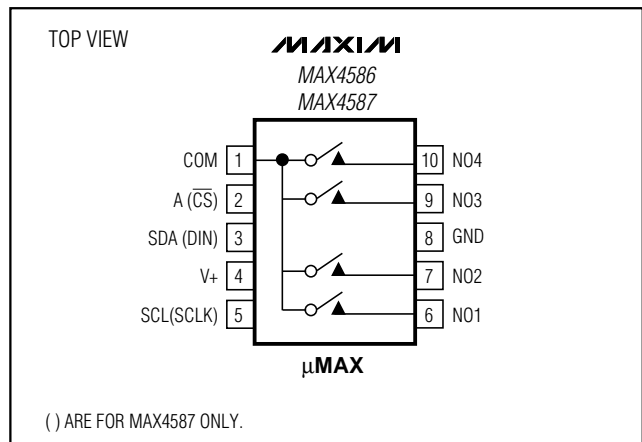 TOP VIEW
MAXIM
MAX4586
MAX4587
COM 1 10 NO4
A (C̅S̅) 2 9 NO3
SDA (DIN) 3 8 GND
V+ 4 7 NO2
SCL(SCLK) 5 6 NO1
μMAX
( ) ARE FOR MAX4587 ONLY.